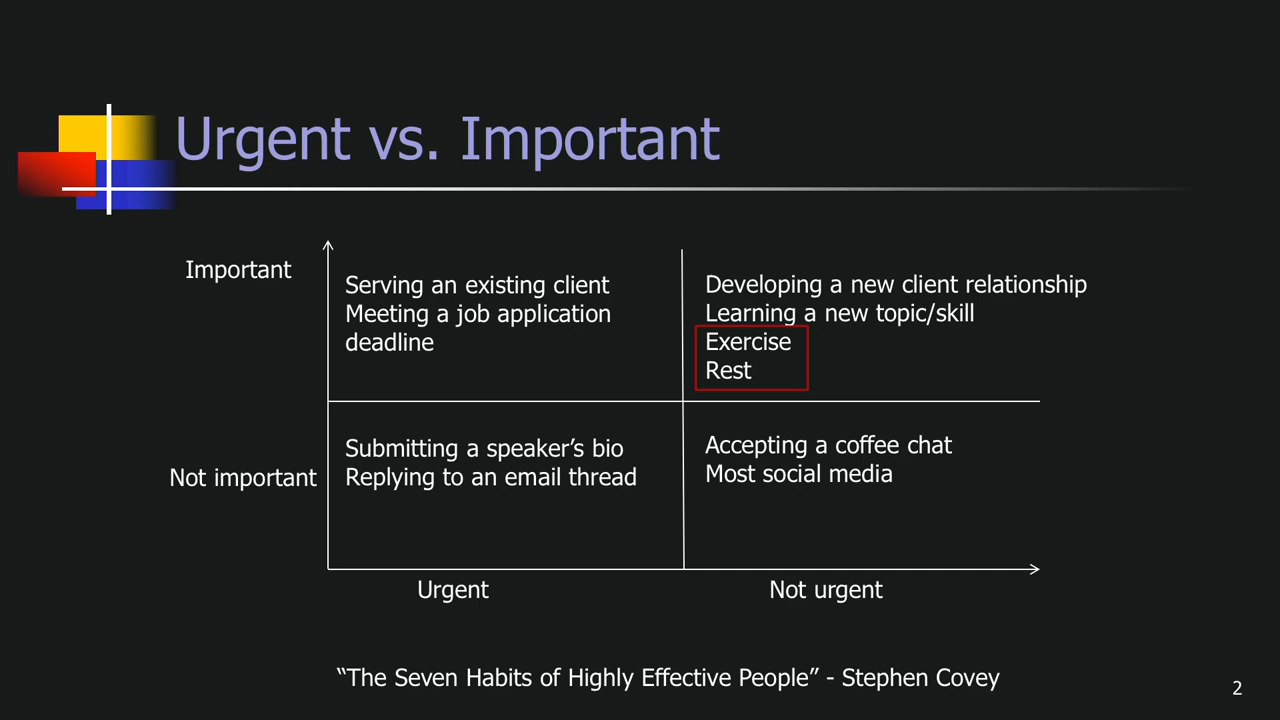 Urgent vs. Important
Important
Serving an existing client
Meeting a job application
deadline
Developing a new client relationship
Learning a new topic/skill
Exercise
Rest
Not important
Submitting a speaker’s bio
Replying to an email thread
Accepting a coffee chat
Most social media
Urgent
Not urgent
“The Seven Habits of Highly Effective People” - Stephen Covey
2